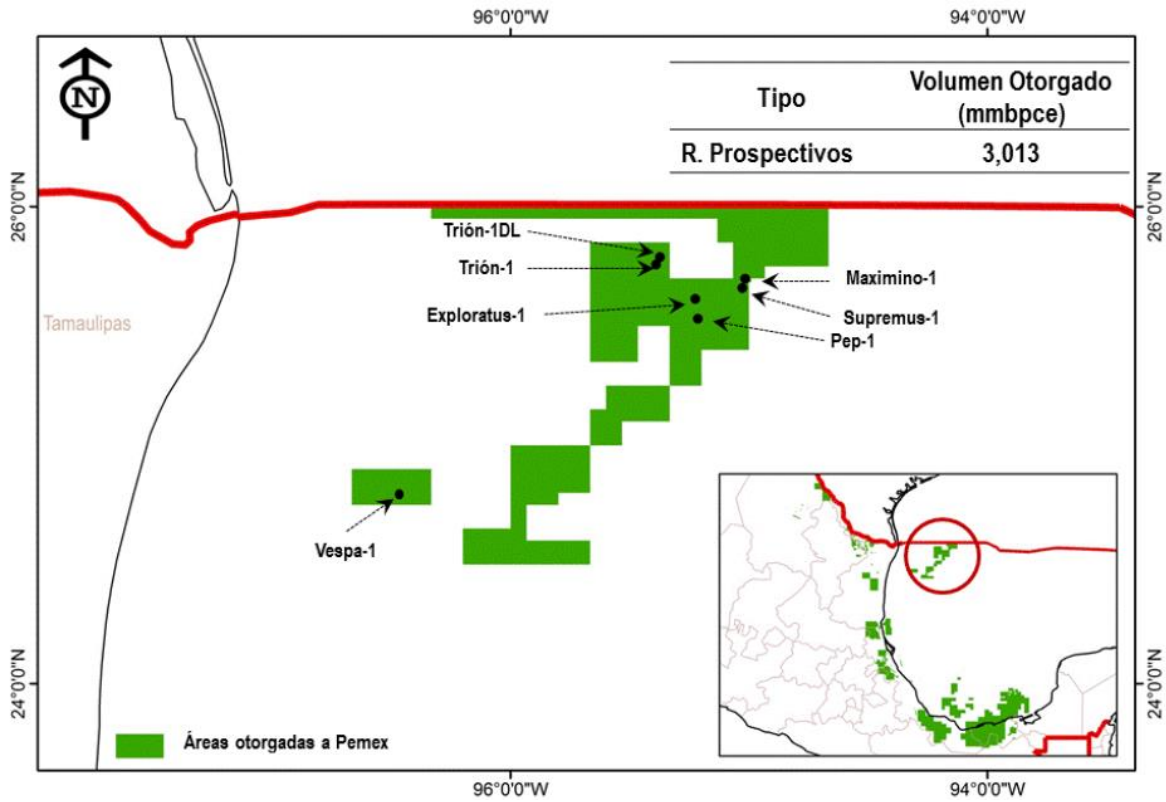 96°0'0"W
94°0'0"W
N
Tipo
Volumen Otorgado
(mmbpce)
R. Prospectivos
3,013
26°0'0"N
26°0'0"N
Trión-1DL
Trión-1
Maximino-1
Exploratus-1
Supremus-1
Tamaulipas
Pep-1
Vespa-1
24°0'0"N
24°0'0"N
Áreas otorgadas a Pemex
96°0'0"W
94°0'0"W